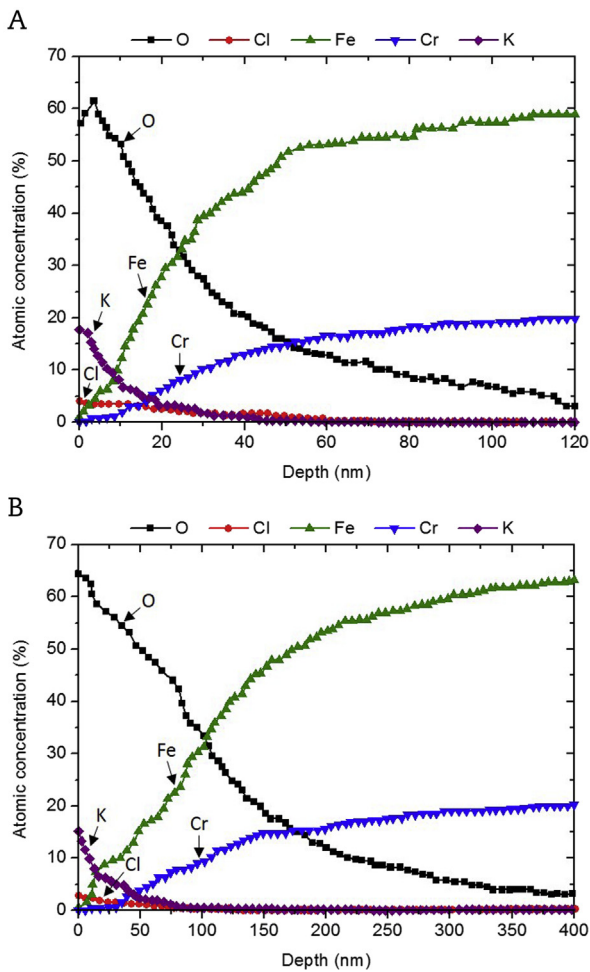 A
O Cl Fe Cr K
70
60
50
40
30
20
10
0
Atomic concentration (%)
O
Fe
K
Cr
Cl
0 20 40 60 80 100 120
Depth (nm)
B
O Cl Fe Cr K
70
60
50
40
30
20
10
0
Atomic concentration (%)
O
Fe
K
Cr
Cl
0 50 100 150 200 250 300 350 400
Depth (nm)